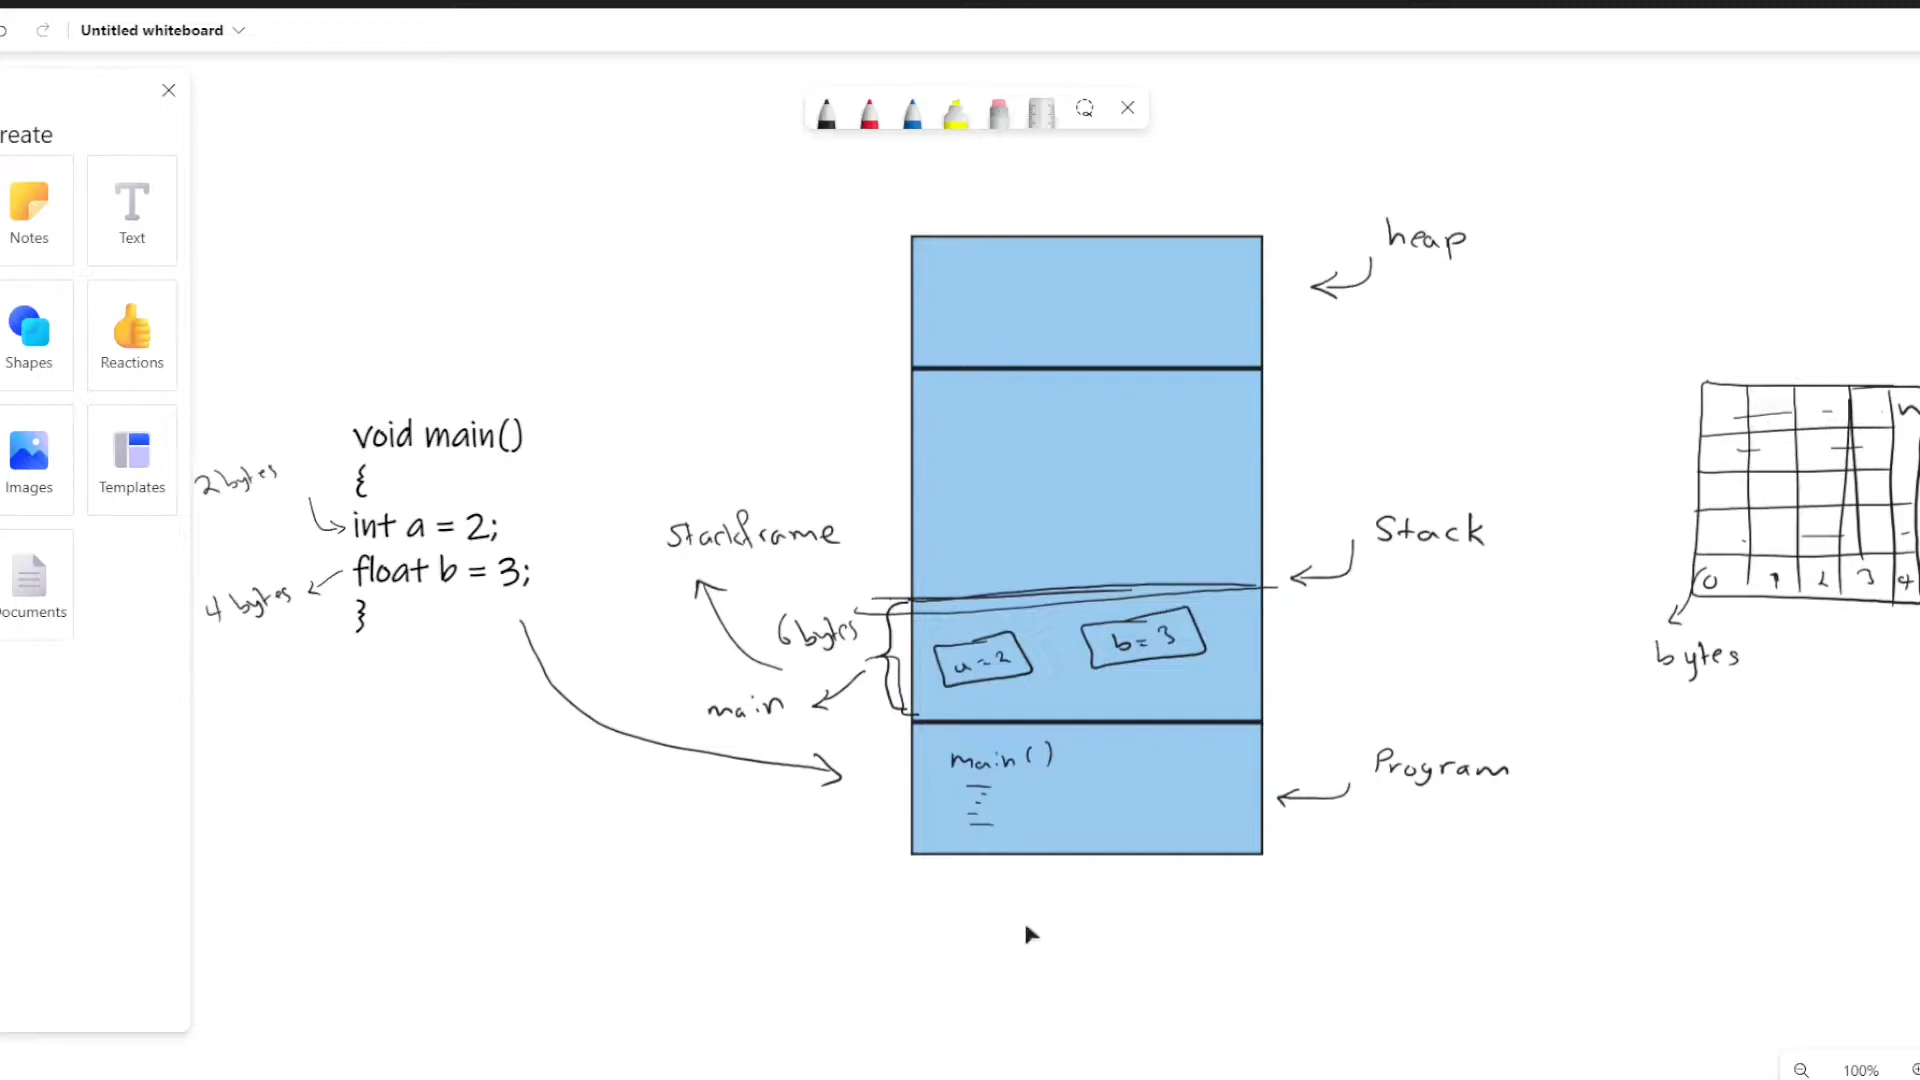 Untitled whiteboard
reate
Notes
Text
Shapes
Reactions
Images
Templates
ocuments
2 bytes
4 bytes
void main()
{
int a = 2;
float b = 3;
}
Stackframe
6 bytes
main
a = 2
b = 3
main ( )
heap
Stack
Program
0 1 2 3 4
bytes
100%